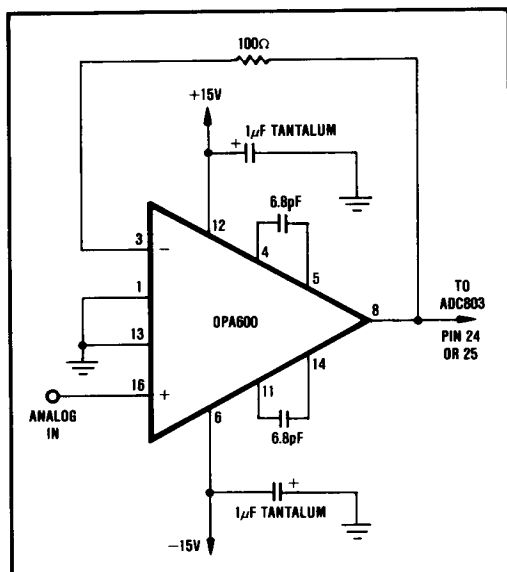 100Ω
+15V
+
1µF TANTALUM
12
6.8pF
4
5
3
−
1
OPA600
8
TO
ADC803
PIN 24
OR 25
13
14
16
+
11
ANALOG
IN
6
6.8pF
+
1µF TANTALUM
−15V